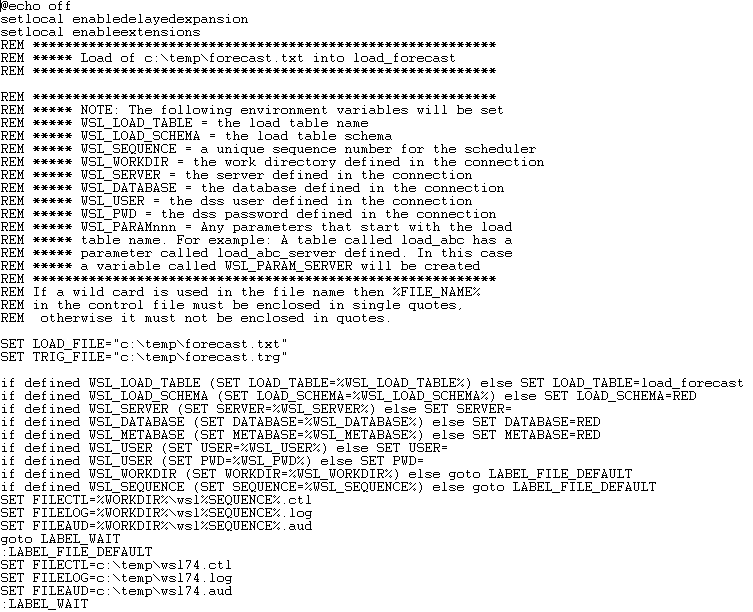 @echo off
setlocal enabledelayedexpansion
setlocal enableextensions
REM **********************************************************
REM ***** Load of c:\temp\forecast.txt into load_forecast
REM **********************************************************
REM **********************************************************
REM ***** NOTE: The following environment variables will be set
REM ***** WSL_LOAD_TABLE = the load table name
REM ***** WSL_LOAD_SCHEMA = the load table schema
REM ***** WSL_SEQUENCE = a unique sequence number for the scheduler
REM ***** WSL_WORKDIR = the work directory defined in the connection
REM ***** WSL_SERVER = the server defined in the connection
REM ***** WSL_DATABASE = the database defined in the connection
REM ***** WSL_USER = the dss user defined in the connection
REM ***** WSL_PWD = the dss password defined in the connection
REM ***** WSL_PARAMnnn = Any parameters that start with the load
REM ***** table name. For example: A table called load_abc has a
REM ***** parameter called load_abc_server defined. In this case
REM ***** a variable called WSL_PARAM_SERVER will be created
REM **********************************************************
REM If a wild card is used in the file name then %FILE_NAME%
REM in the control file must be enclosed in single quotes,
REM  otherwise it must not be enclosed in quotes.
SET LOAD_FILE="c:\temp\forecast.txt"
SET TRIG_FILE="c:\temp\forecast.trg"
if defined WSL_LOAD_TABLE (SET LOAD_TABLE=%WSL_LOAD_TABLE%) else SET LOAD_TABLE=load_forecast
if defined WSL_LOAD_SCHEMA (SET LOAD_SCHEMA=%WSL_LOAD_SCHEMA%) else SET LOAD_SCHEMA=RED
if defined WSL_SERVER (SET SERVER=%WSL_SERVER%) else SET SERVER=
if defined WSL_DATABASE (SET DATABASE=%WSL_DATABASE%) else SET DATABASE=RED
if defined WSL_METABASE (SET METABASE=%WSL_METABASE%) else SET METABASE=RED
if defined WSL_USER (SET USER=%WSL_USER%) else SET USER=
if defined WSL_USER (SET PWD=%WSL_PWD%) else SET PWD=
if defined WSL_WORKDIR (SET WORKDIR=%WSL_WORKDIR%) else goto LABEL_FILE_DEFAULT
if defined WSL_SEQUENCE (SET SEQUENCE=%WSL_SEQUENCE%) else goto LABEL_FILE_DEFAULT
SET FILECTL=%WORKDIR%\wsl%SEQUENCE%.ctl
SET FILELOG=%WORKDIR%\wsl%SEQUENCE%.log
SET FILEAUD=%WORKDIR%\wsl%SEQUENCE%.aud
goto LABEL_WAIT
:LABEL_FILE_DEFAULT
SET FILECTL=c:\temp\wsl74.ctl
SET FILELOG=c:\temp\wsl74.log
SET FILEAUD=c:\temp\wsl74.aud
:LABEL_WAIT